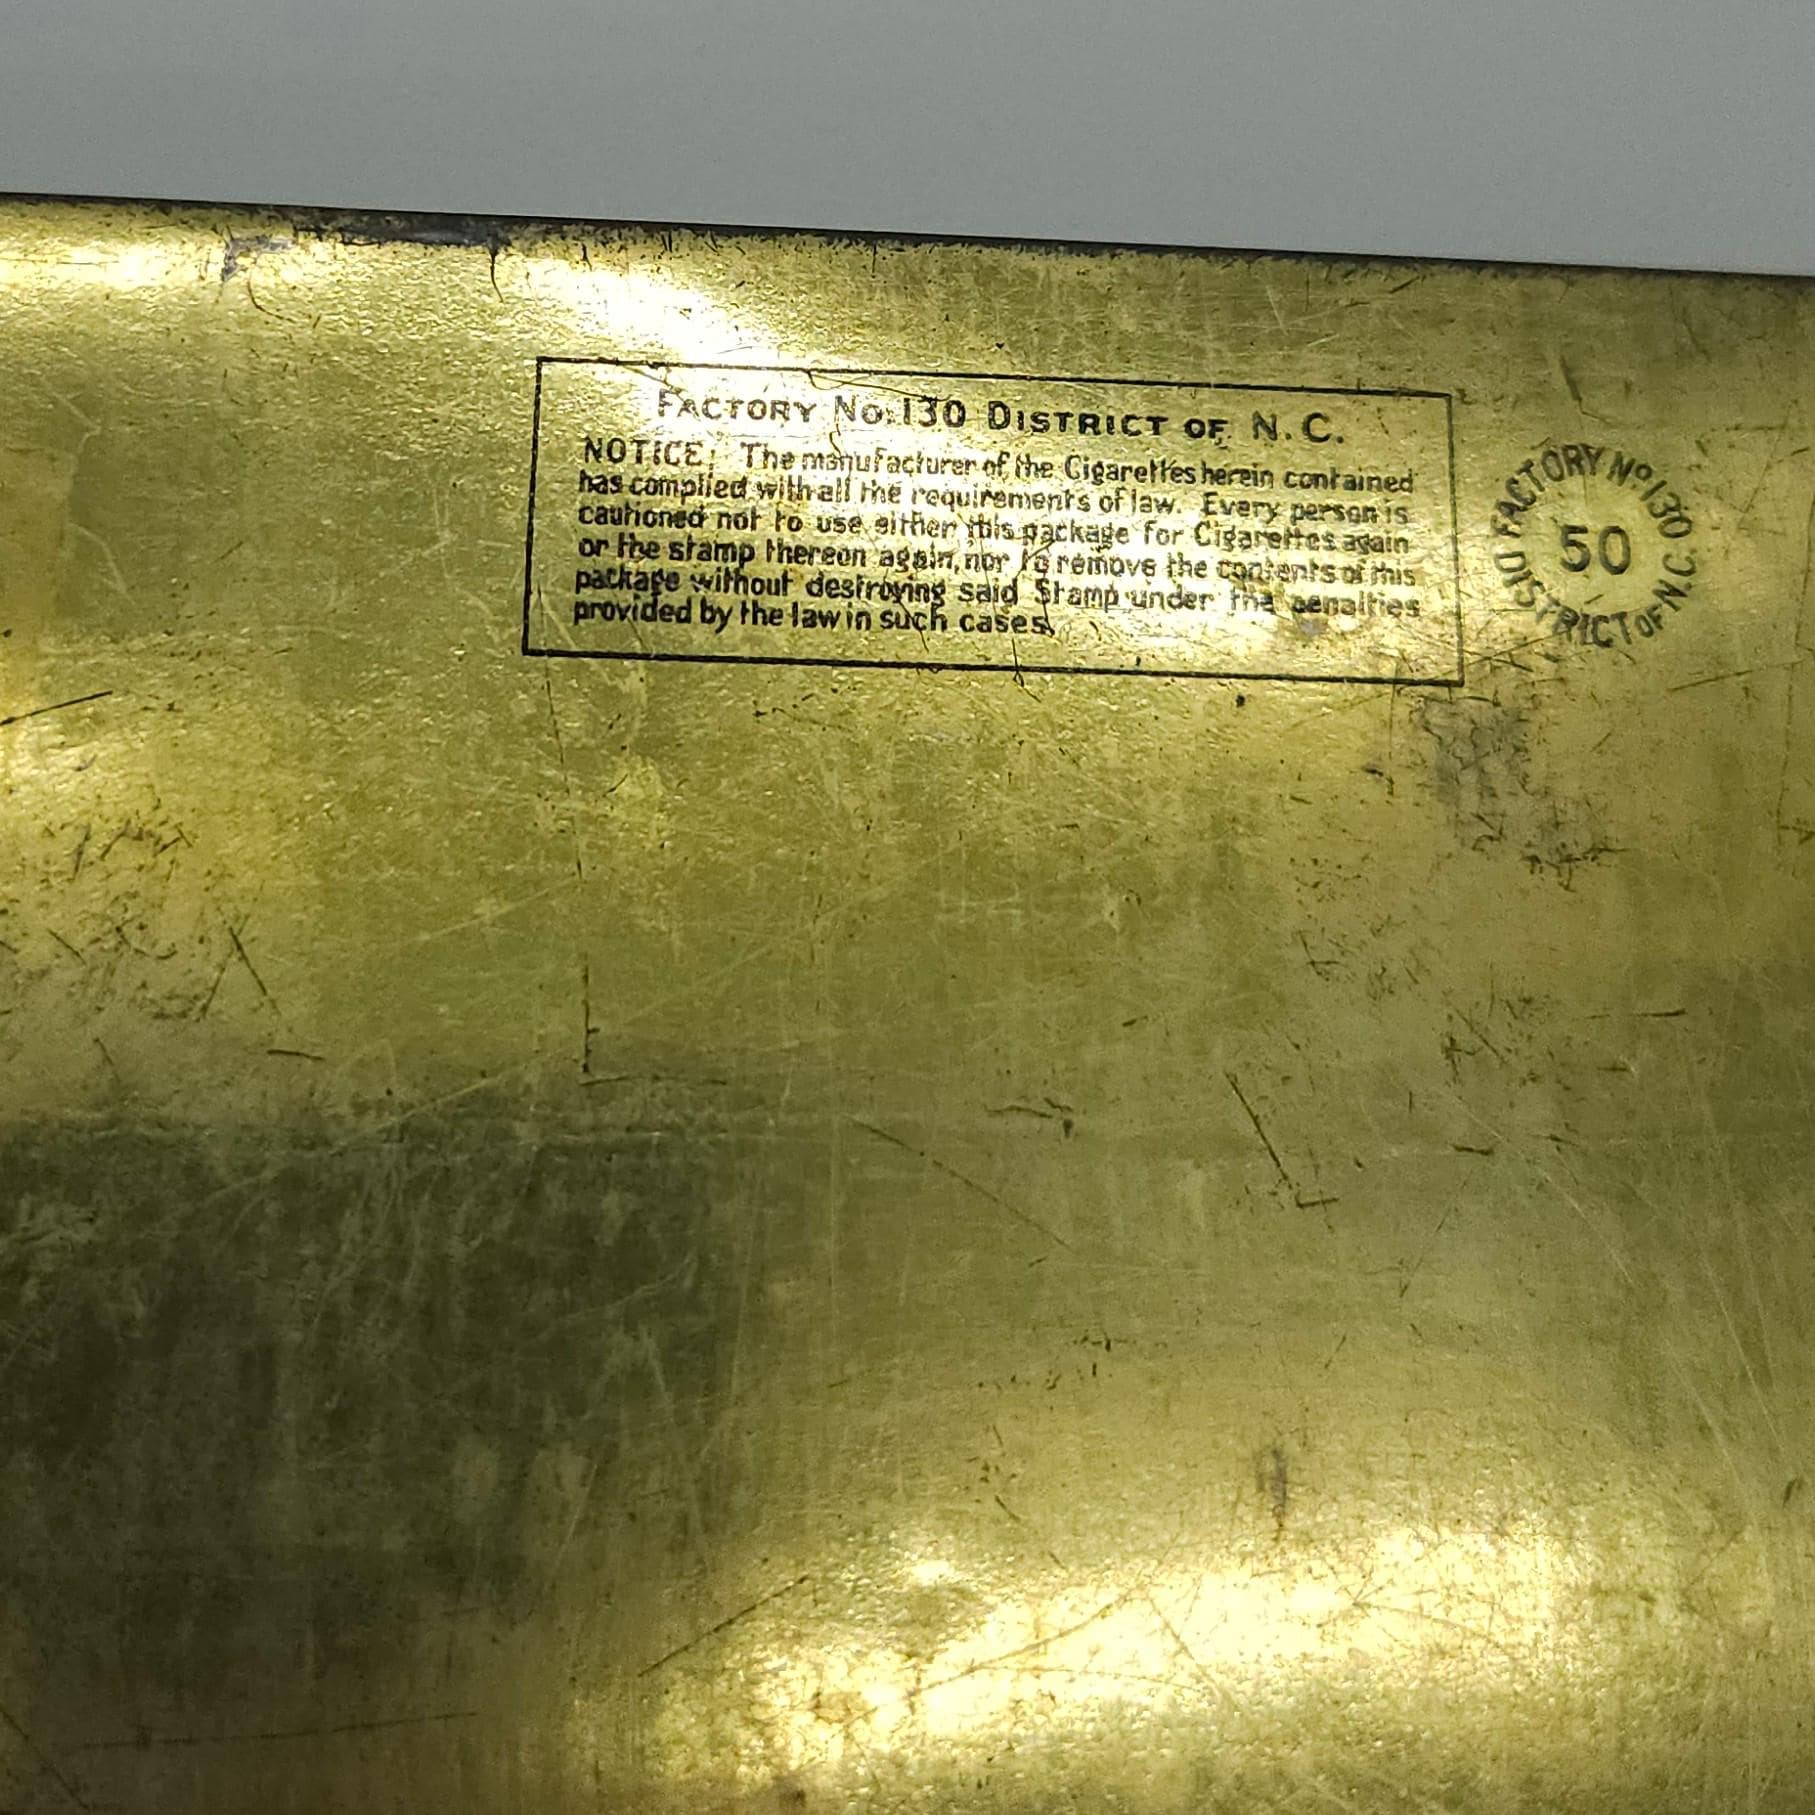 FACTORY No. 130 DISTRICT OF N. C.
NOTICE: The manufacturer of the Cigarettes herein contained
has complied with all the requirements of law. Every person is
cautioned not to use either this package for Cigarettes again
or the stamp thereon again, nor to remove the contents of this
package without destroying said Stamp under the penalties
provided by the law in such cases.
FACTORY Nº 130
50
DISTRICT OF N.C.